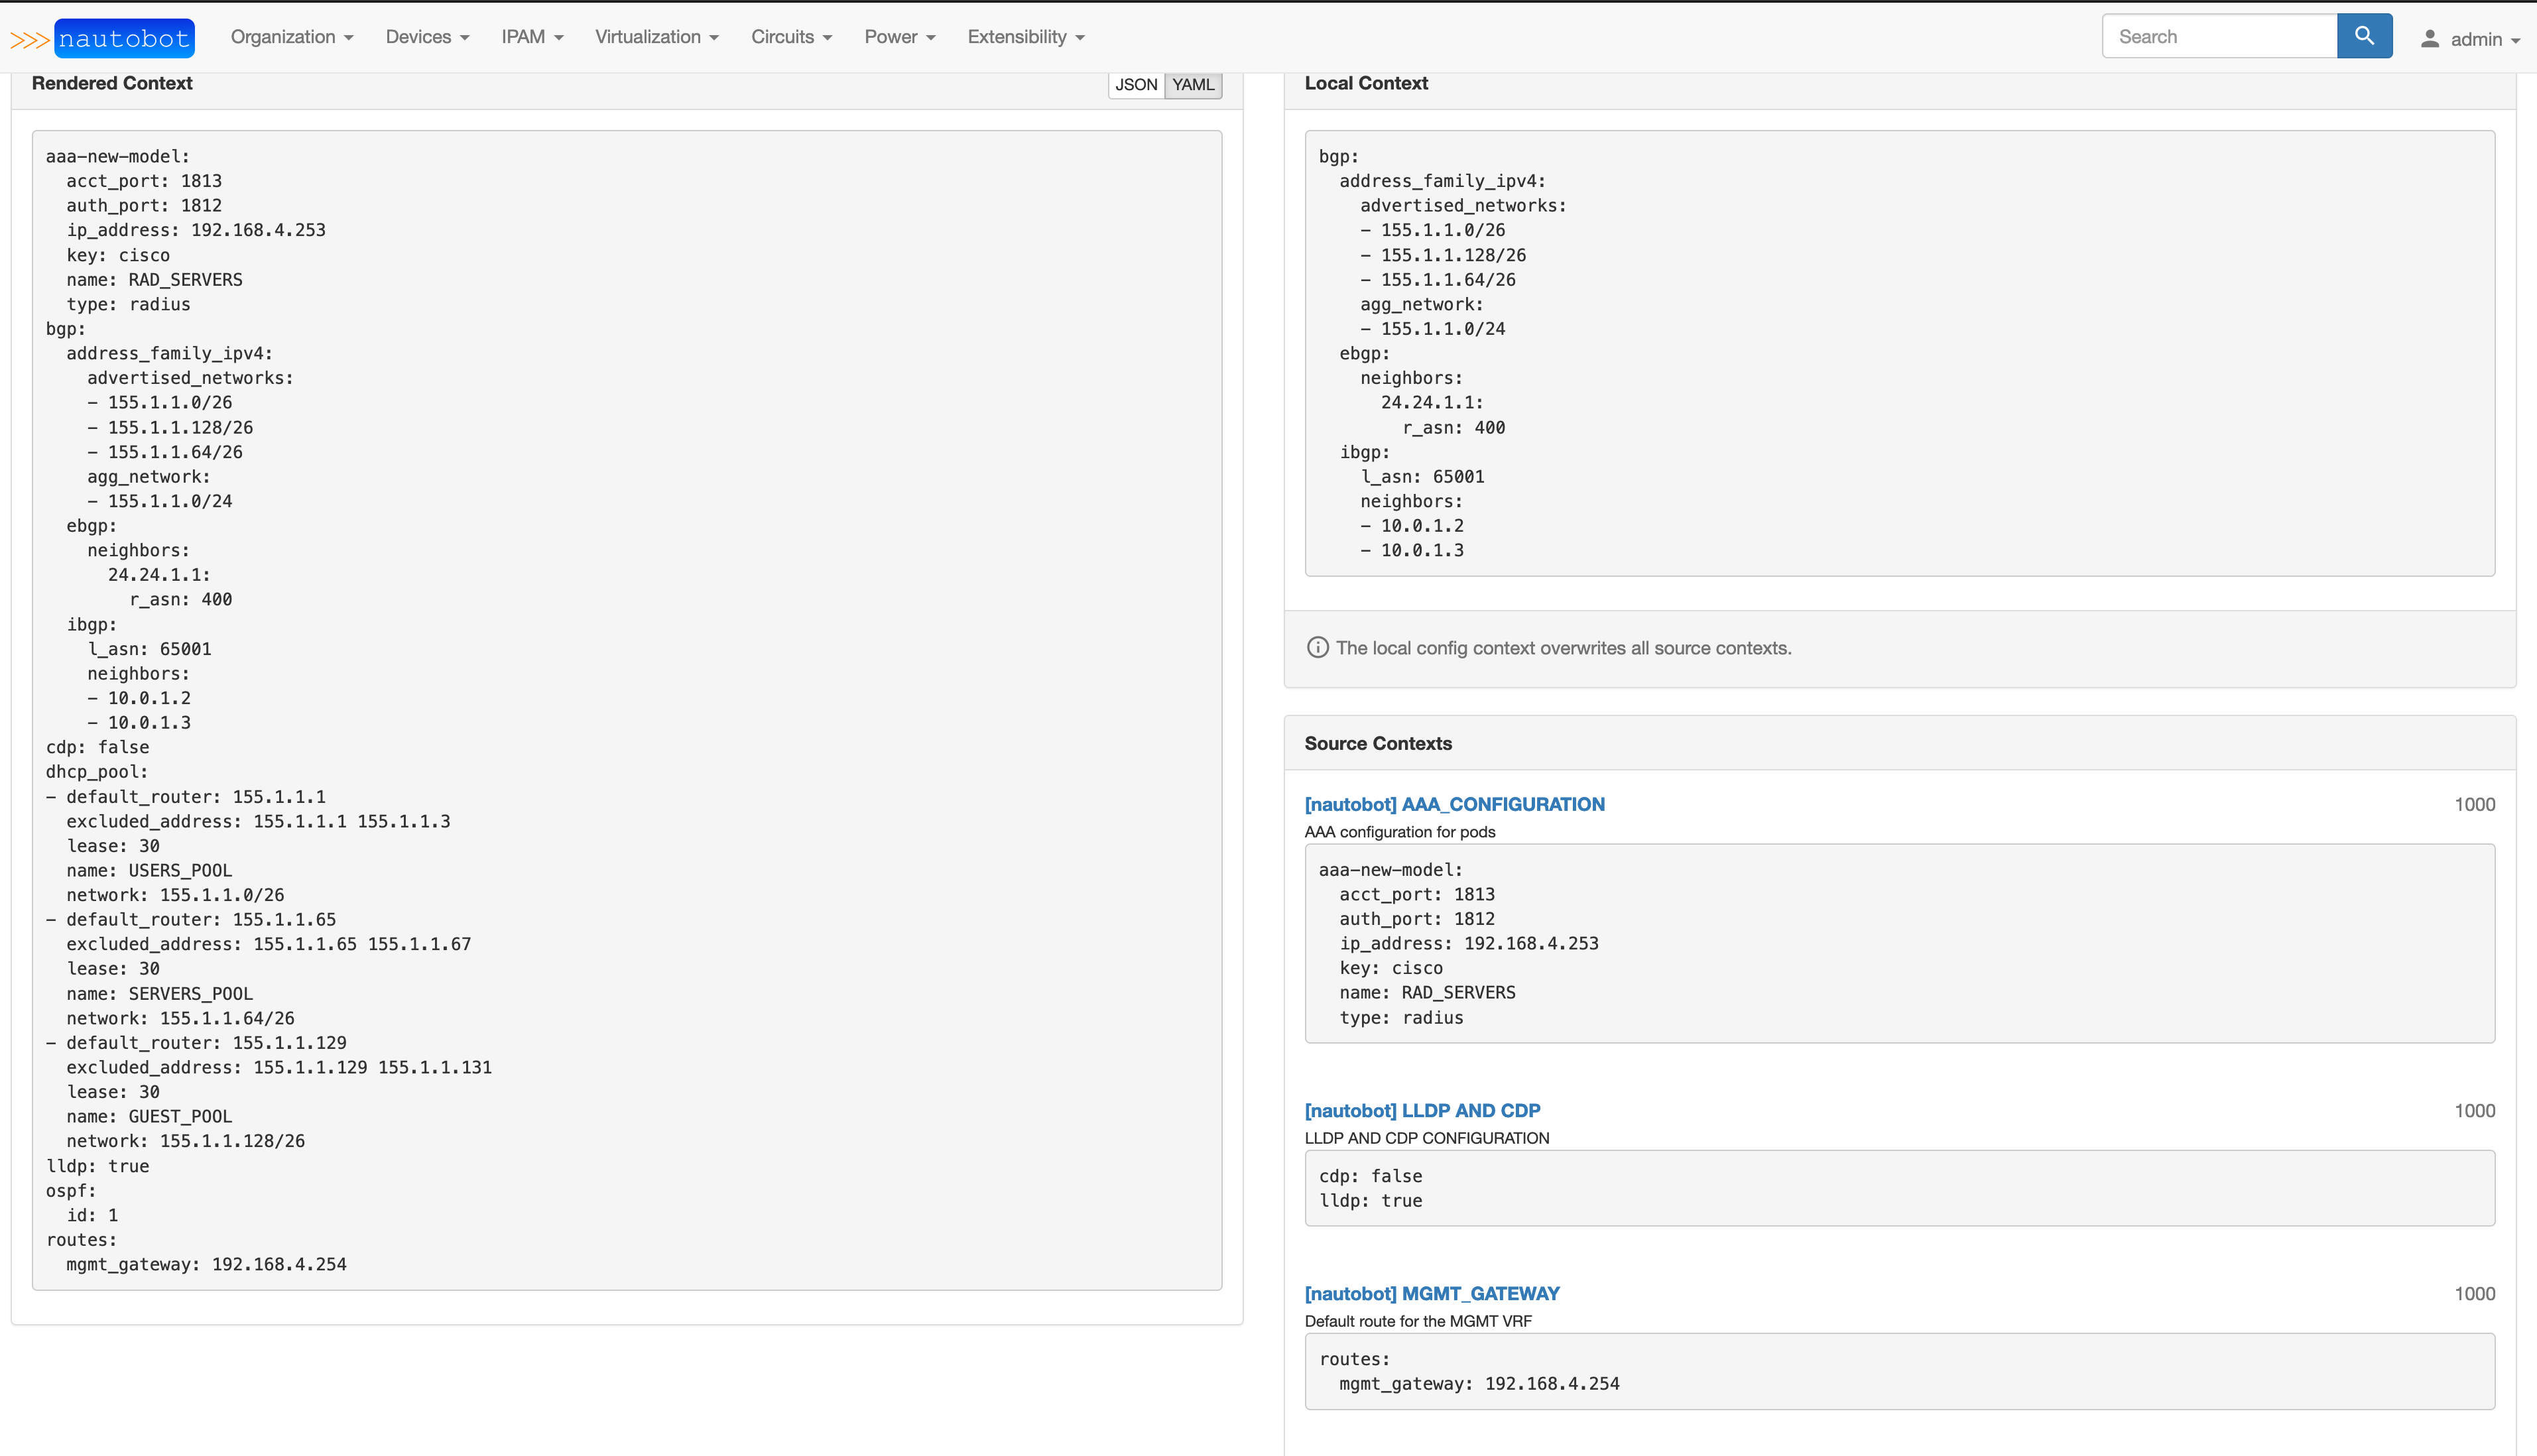 >>> nautobot Organization Devices IPAM Virtualization Circuits Power Extensibility Search admin
Rendered Context JSON YAML
aaa-new-model:
  acct_port: 1813
  auth_port: 1812
  ip_address: 192.168.4.253
  key: cisco
  name: RAD_SERVERS
  type: radius
bgp:
  address_family_ipv4:
    advertised_networks:
    - 155.1.1.0/26
    - 155.1.1.128/26
    - 155.1.1.64/26
    agg_network:
    - 155.1.1.0/24
  ebgp:
    neighbors:
      24.24.1.1:
        r_asn: 400
  ibgp:
    l_asn: 65001
    neighbors:
    - 10.0.1.2
    - 10.0.1.3
cdp: false
dhcp_pool:
- default_router: 155.1.1.1
  excluded_address: 155.1.1.1 155.1.1.3
  lease: 30
  name: USERS_POOL
  network: 155.1.1.0/26
- default_router: 155.1.1.65
  excluded_address: 155.1.1.65 155.1.1.67
  lease: 30
  name: SERVERS_POOL
  network: 155.1.1.64/26
- default_router: 155.1.1.129
  excluded_address: 155.1.1.129 155.1.1.131
  lease: 30
  name: GUEST_POOL
  network: 155.1.1.128/26
lldp: true
ospf:
  id: 1
routes:
  mgmt_gateway: 192.168.4.254
Local Context
bgp:
  address_family_ipv4:
    advertised_networks:
    - 155.1.1.0/26
    - 155.1.1.128/26
    - 155.1.1.64/26
    agg_network:
    - 155.1.1.0/24
  ebgp:
    neighbors:
      24.24.1.1:
        r_asn: 400
  ibgp:
    l_asn: 65001
    neighbors:
    - 10.0.1.2
    - 10.0.1.3
The local config context overwrites all source contexts.
Source Contexts
[nautobot] AAA_CONFIGURATION 1000
AAA configuration for pods
aaa-new-model:
  acct_port: 1813
  auth_port: 1812
  ip_address: 192.168.4.253
  key: cisco
  name: RAD_SERVERS
  type: radius
[nautobot] LLDP AND CDP 1000
LLDP AND CDP CONFIGURATION
cdp: false
lldp: true
[nautobot] MGMT_GATEWAY 1000
Default route for the MGMT VRF
routes:
  mgmt_gateway: 192.168.4.254